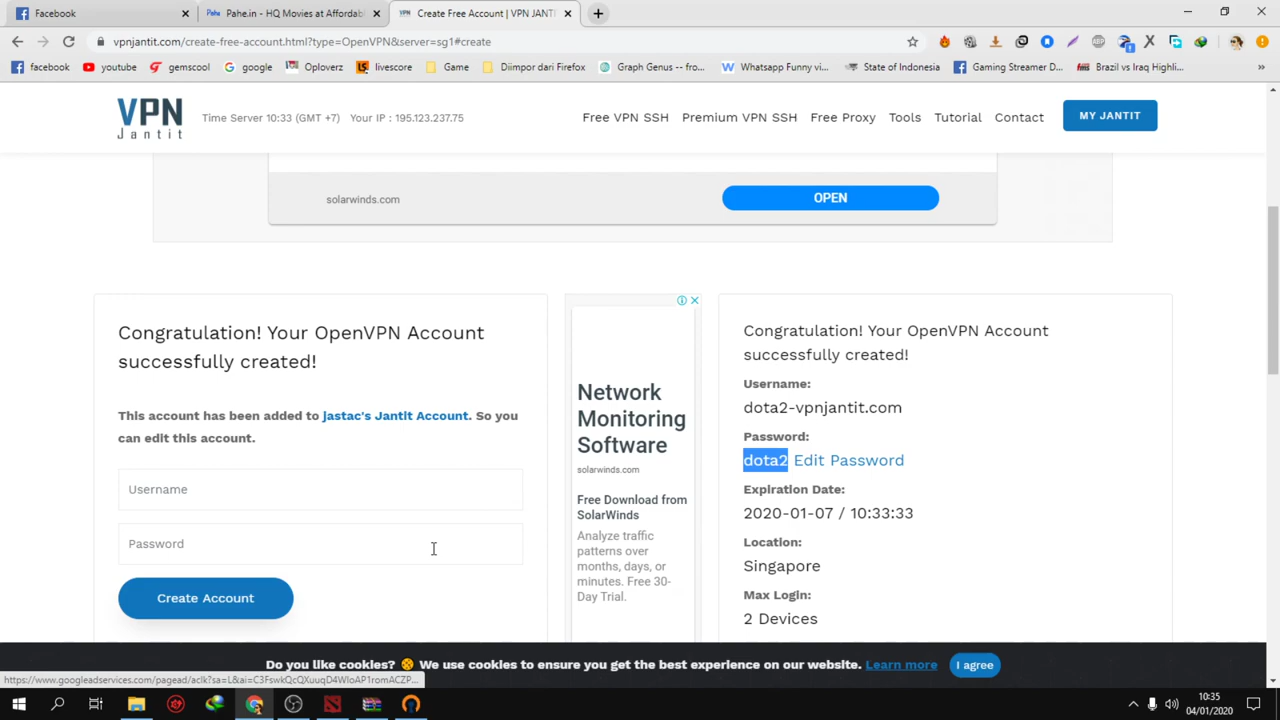 Facebook
Pahe.in - HQ Movies at Affordabl
Create Free Account | VPN JANTI
vpnjantit.com/create-free-account.html?type=OpenVPN&server=sg1#create
facebook
youtube
gemscool
google
Oploverz
livescore
Game
Diimpor dari Firefox
Graph Genus -- fro...
Whatsapp Funny vi...
State of Indonesia
Gaming Streamer D...
Brazil vs Iraq Highli...
VPN
Jantit
Time Server 10:33 (GMT +7)
Your IP : 195.123.237.75
Free VPN SSH
Premium VPN SSH
Free Proxy
Tools
Tutorial
Contact
MY JANTIT
solarwinds.com
OPEN
Congratulation! Your OpenVPN Account
successfully created!
This account has been added to jastac's Jantit Account. So you
can edit this account.
Username
Password
Create Account
Network
Monitoring
Software
solarwinds.com
Free Download from
SolarWinds
Analyze traffic
patterns over
months, days, or
minutes. Free 30-
Day Trial.
Congratulation! Your OpenVPN Account
successfully created!
Username:
dota2-vpnjantit.com
Password:
dota2 Edit Password
Expiration Date:
2020-01-07 / 10:33:33
Location:
Singapore
Max Login:
2 Devices
Do you like cookies? 🍪 We use cookies to ensure you get the best experience on our website. Learn more
I agree
10:35
04/01/2020